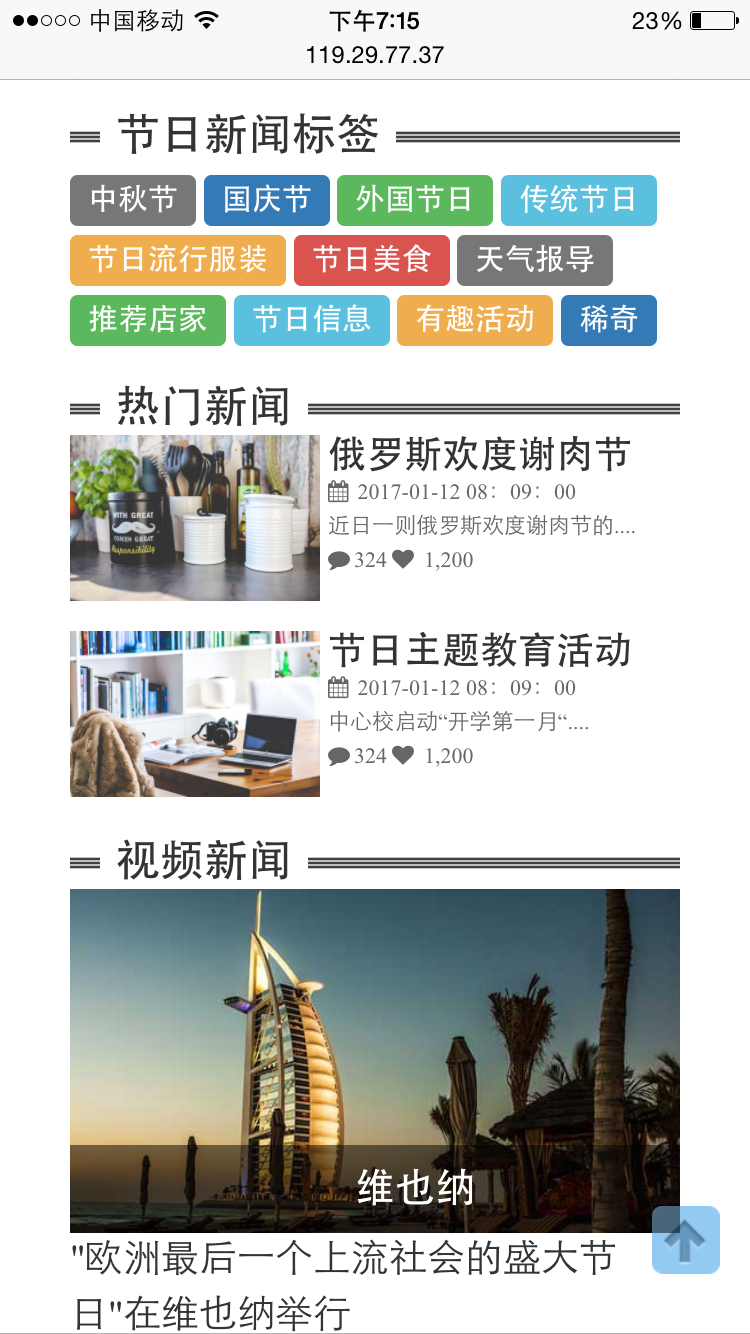 中国移动 下午7:15 23%
119.29.77.37
节日新闻标签
中秋节 国庆节 外国节日 传统节日
节日流行服装 节日美食 天气报导
推荐店家 节日信息 有趣活动 稀奇
热门新闻
WITH GREAT
COMES GREAT
Responsibility
俄罗斯欢度谢肉节
2017-01-12 08：09：00
近日一则俄罗斯欢度谢肉节的....
324 1,200
节日主题教育活动
2017-01-12 08：09：00
中心校启动“开学第一月“....
324 1,200
视频新闻
维也纳
"欧洲最后一个上流社会的盛大节
日"在维也纳举行